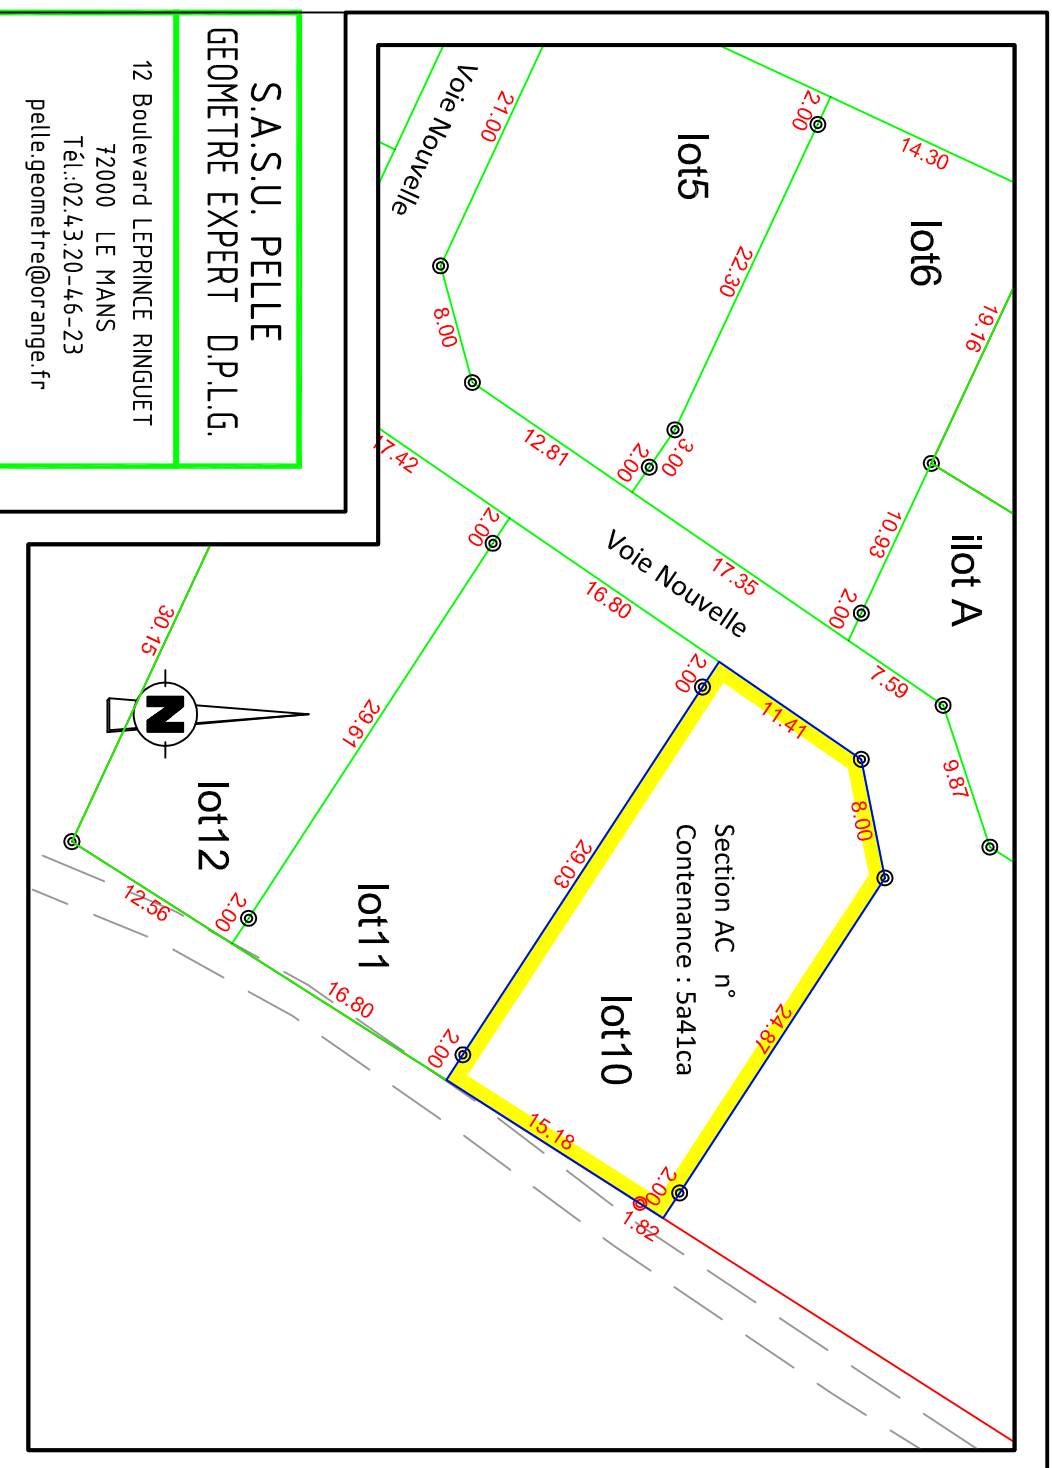 S.A.S.U. PELLE
GEOMETRE EXPERT D.P.L.G.
12 Boulevard LEPRINCE RINGUET
72000 LE MANS
Tél.:02.43.20-46-23
pelle.geometre@orange.fr
lot6
14.30
19.16
ilot A
10.93
2.00
lot5
2.00
22.30
3.00
2.00
Voie Nouvelle
21.00
8.00
12.81
17.42
Voie Nouvelle
17.35
7.59
9.87
16.80
2.00
2.00
11.41
8.00
Section AC n°
Contenance : 5a41ca
lot10
24.87
29.03
2.00
15.18
2.00
1.82
lot11
29.61
2.00
16.80
lot12
30.15
12.56
N